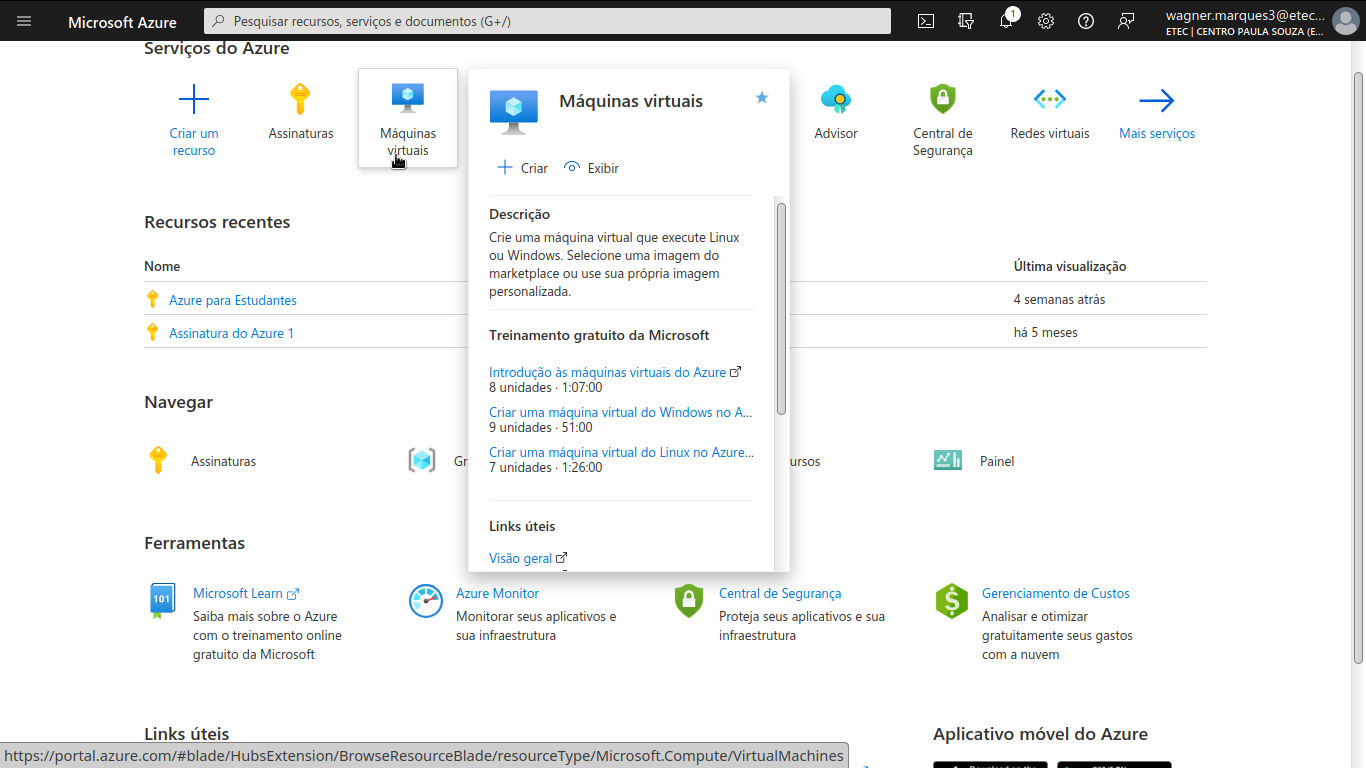 Microsoft Azure
Pesquisar recursos, serviços e documentos (G+/)
1
wagner.marques3@etec...
ETEC | CENTRO PAULA SOUZA (E...
Serviços do Azure
Criar um
recurso
Assinaturas
Máquinas
virtuais
Advisor
Central de
Segurança
Redes virtuais
Mais serviços
Máquinas virtuais
Criar
Exibir
Descrição
Crie uma máquina virtual que execute Linux
ou Windows. Selecione uma imagem do
marketplace ou use sua própria imagem
personalizada.
Treinamento gratuito da Microsoft
Introdução às máquinas virtuais do Azure
8 unidades · 1:07:00
Criar uma máquina virtual do Windows no A...
9 unidades · 51:00
Criar uma máquina virtual do Linux no Azure...
7 unidades · 1:26:00
Links úteis
Visão geral
Recursos recentes
Nome
Última visualização
Azure para Estudantes
4 semanas atrás
Assinatura do Azure 1
há 5 meses
Navegar
Assinaturas
Gr
ursos
Painel
Ferramentas
101
Microsoft Learn
Saiba mais sobre o Azure
com o treinamento online
gratuito da Microsoft
Azure Monitor
Monitorar seus aplicativos e
sua infraestrutura
Central de Segurança
Proteja seus aplicativos e sua
infraestrutura
Gerenciamento de Custos
Analisar e otimizar
gratuitamente seus gastos
com a nuvem
Links úteis
Aplicativo móvel do Azure
https://portal.azure.com/#blade/HubsExtension/BrowseResourceBlade/resourceType/Microsoft.Compute/VirtualMachines